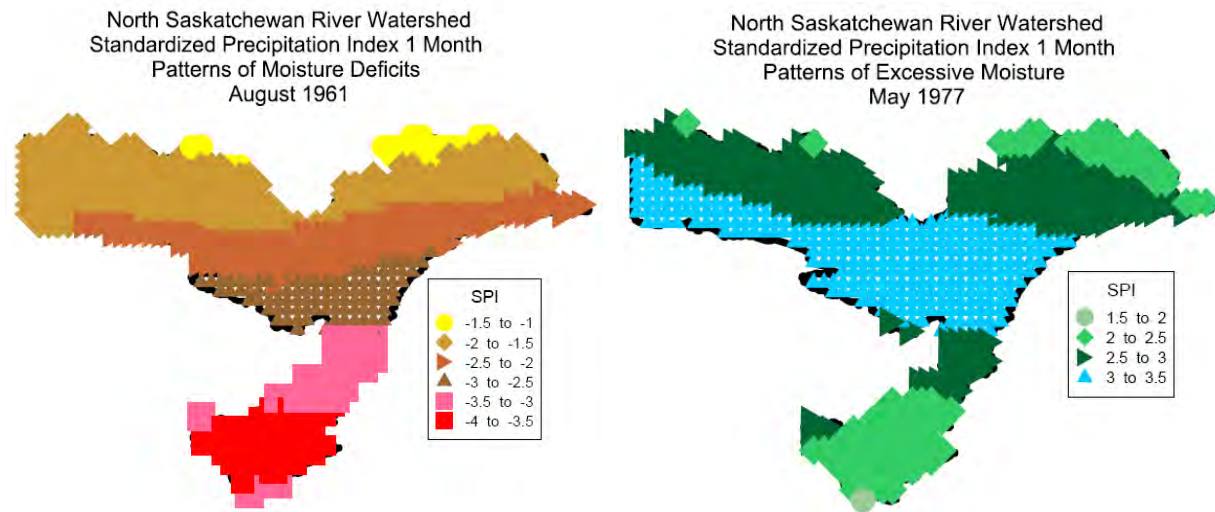 North Saskatchewan River Watershed
Standardized Precipitation Index 1 Month
Patterns of Moisture Deficits
August 1961
SPI
-1.5 to -1
-2 to -1.5
-2.5 to -2
-3 to -2.5
-3.5 to -3
-4 to -3.5
North Saskatchewan River Watershed
Standardized Precipitation Index 1 Month
Patterns of Excessive Moisture
May 1977
SPI
1.5 to 2
2 to 2.5
2.5 to 3
3 to 3.5